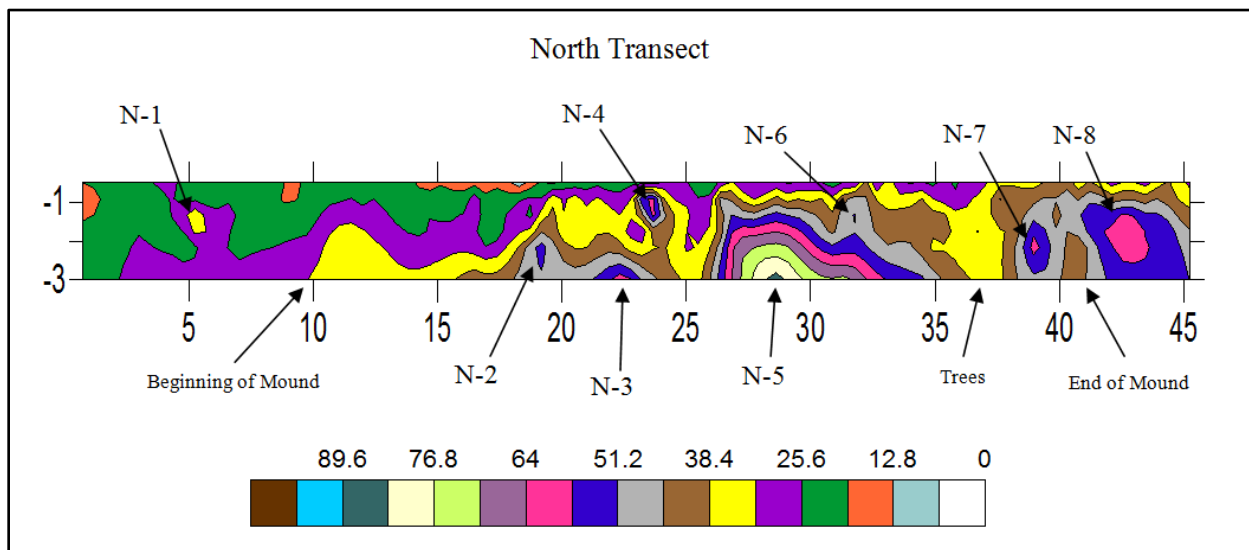 North Transect
N-1
N-4
N-6
N-7
N-8
-1
1
-3
5
10
15
20
25
30
35
40
45
Beginning of Mound
N-2
N-3
N-5
Trees
End of Mound
89.6 76.8 64 51.2 38.4 25.6 12.8 0